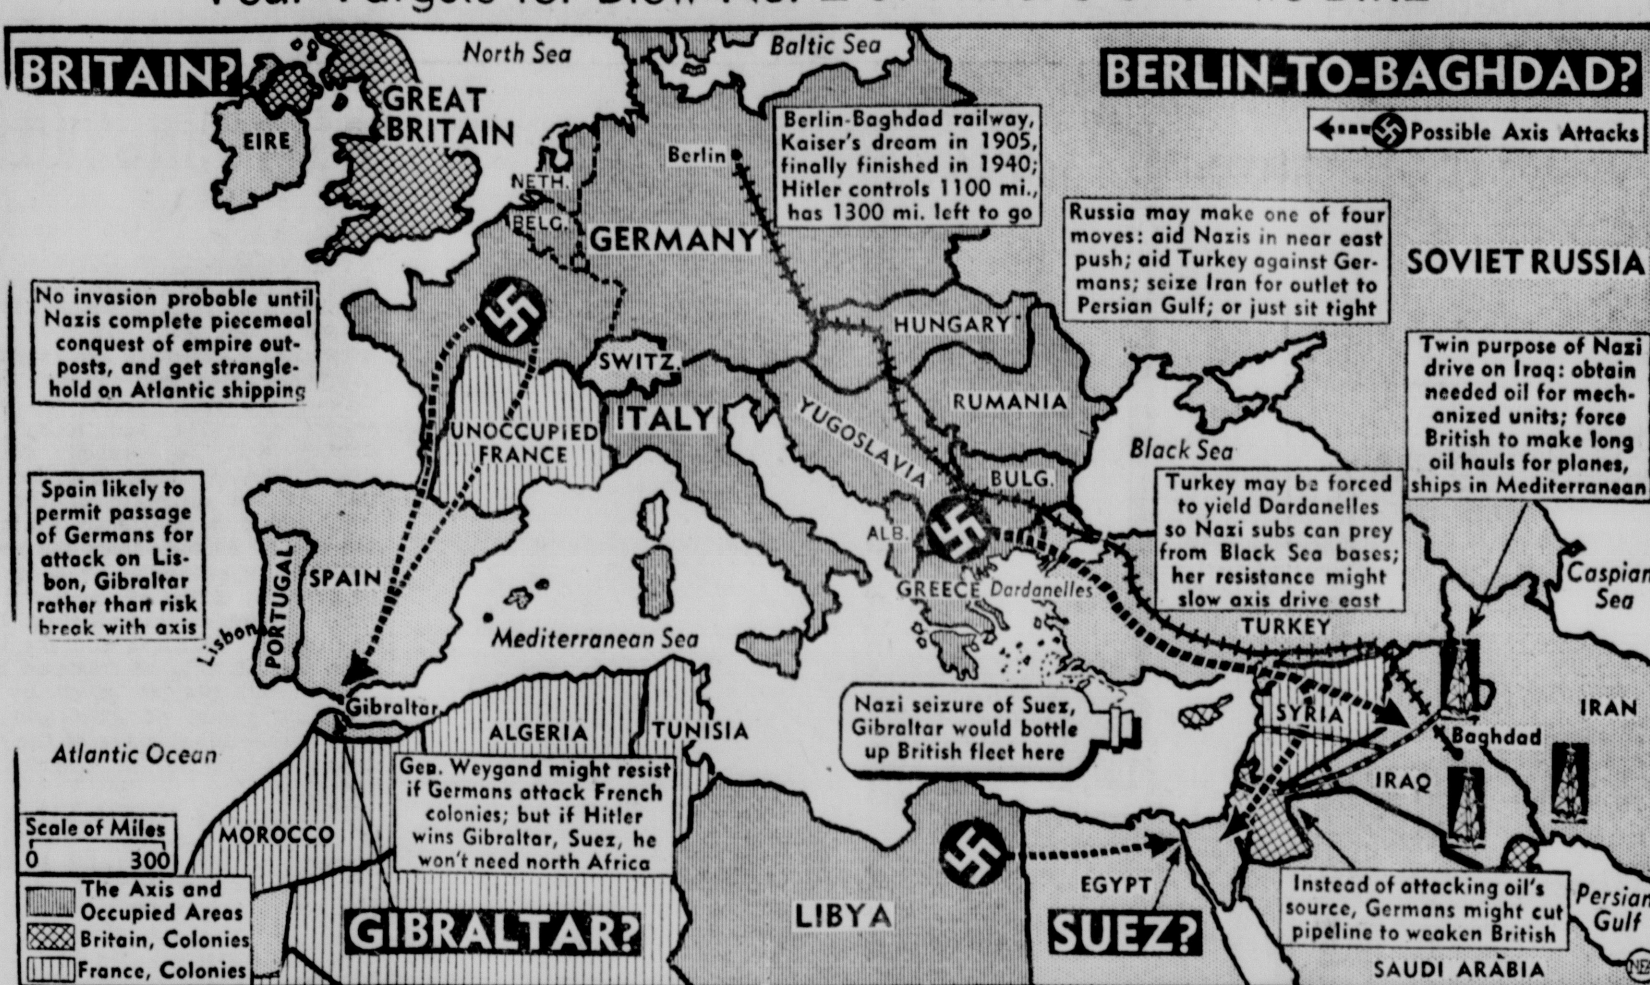 BRITAIN?
North Sea
Baltic Sea
BERLIN-TO-BAGHDAD?
Possible Axis Attacks
GREAT
BRITAIN
EIRE
NETH.
BELG.
Berlin
GERMANY
Berlin-Baghdad railway,
Kaiser's dream in 1905,
finally finished in 1940;
Hitler controls 1100 mi.,
has 1300 mi. left to go
Russia may make one of four
moves: aid Nazis in near east
push; aid Turkey against Ger-
mans; seize Iran for outlet to
Persian Gulf; or just sit tight
SOVIET RUSSIA
No invasion probable until
Nazis complete piecemeal
conquest of empire out-
posts, and get strangle-
hold on Atlantic shipping
SWITZ.
HUNGARY
ITALY
YUGOSLAVIA
RUMANIA
BULG.
Black Sea
Twin purpose of Nazi
drive on Iraq: obtain
needed oil for mech-
anized units; force
British to make long
oil hauls for planes,
ships in Mediterranean
UNOCCUPIED
FRANCE
Spain likely to
permit passage
of Germans for
attack on Lis-
bon, Gibraltar
rather than risk
break with axis
Turkey may be forced
to yield Dardanelles
so Nazi subs can prey
from Black Sea bases;
her resistance might
slow axis drive east
Lisbon
PORTUGAL
SPAIN
ALB.
GREECE
Dardanelles
TURKEY
Caspian
Sea
Mediterranean Sea
Gibraltar
ALGERIA
TUNISIA
Nazi seizure of Suez,
Gibraltar would bottle
up British fleet here
SYRIA
Baghdad
IRAN
IRAQ
Atlantic Ocean
Gen. Weygand might resist
if Germans attack French
colonies; but if Hitler
wins Gibraltar, Suez, he
won't need north Africa
MOROCCO
Scale of Miles
0 300
The Axis and
Occupied Areas
Britain, Colonies
France, Colonies
GIBRALTAR?
LIBYA
EGYPT
SUEZ?
Instead of attacking oil's
source, Germans might cut
pipeline to weaken British
Persian
Gulf
SAUDI ARABIA
NEA